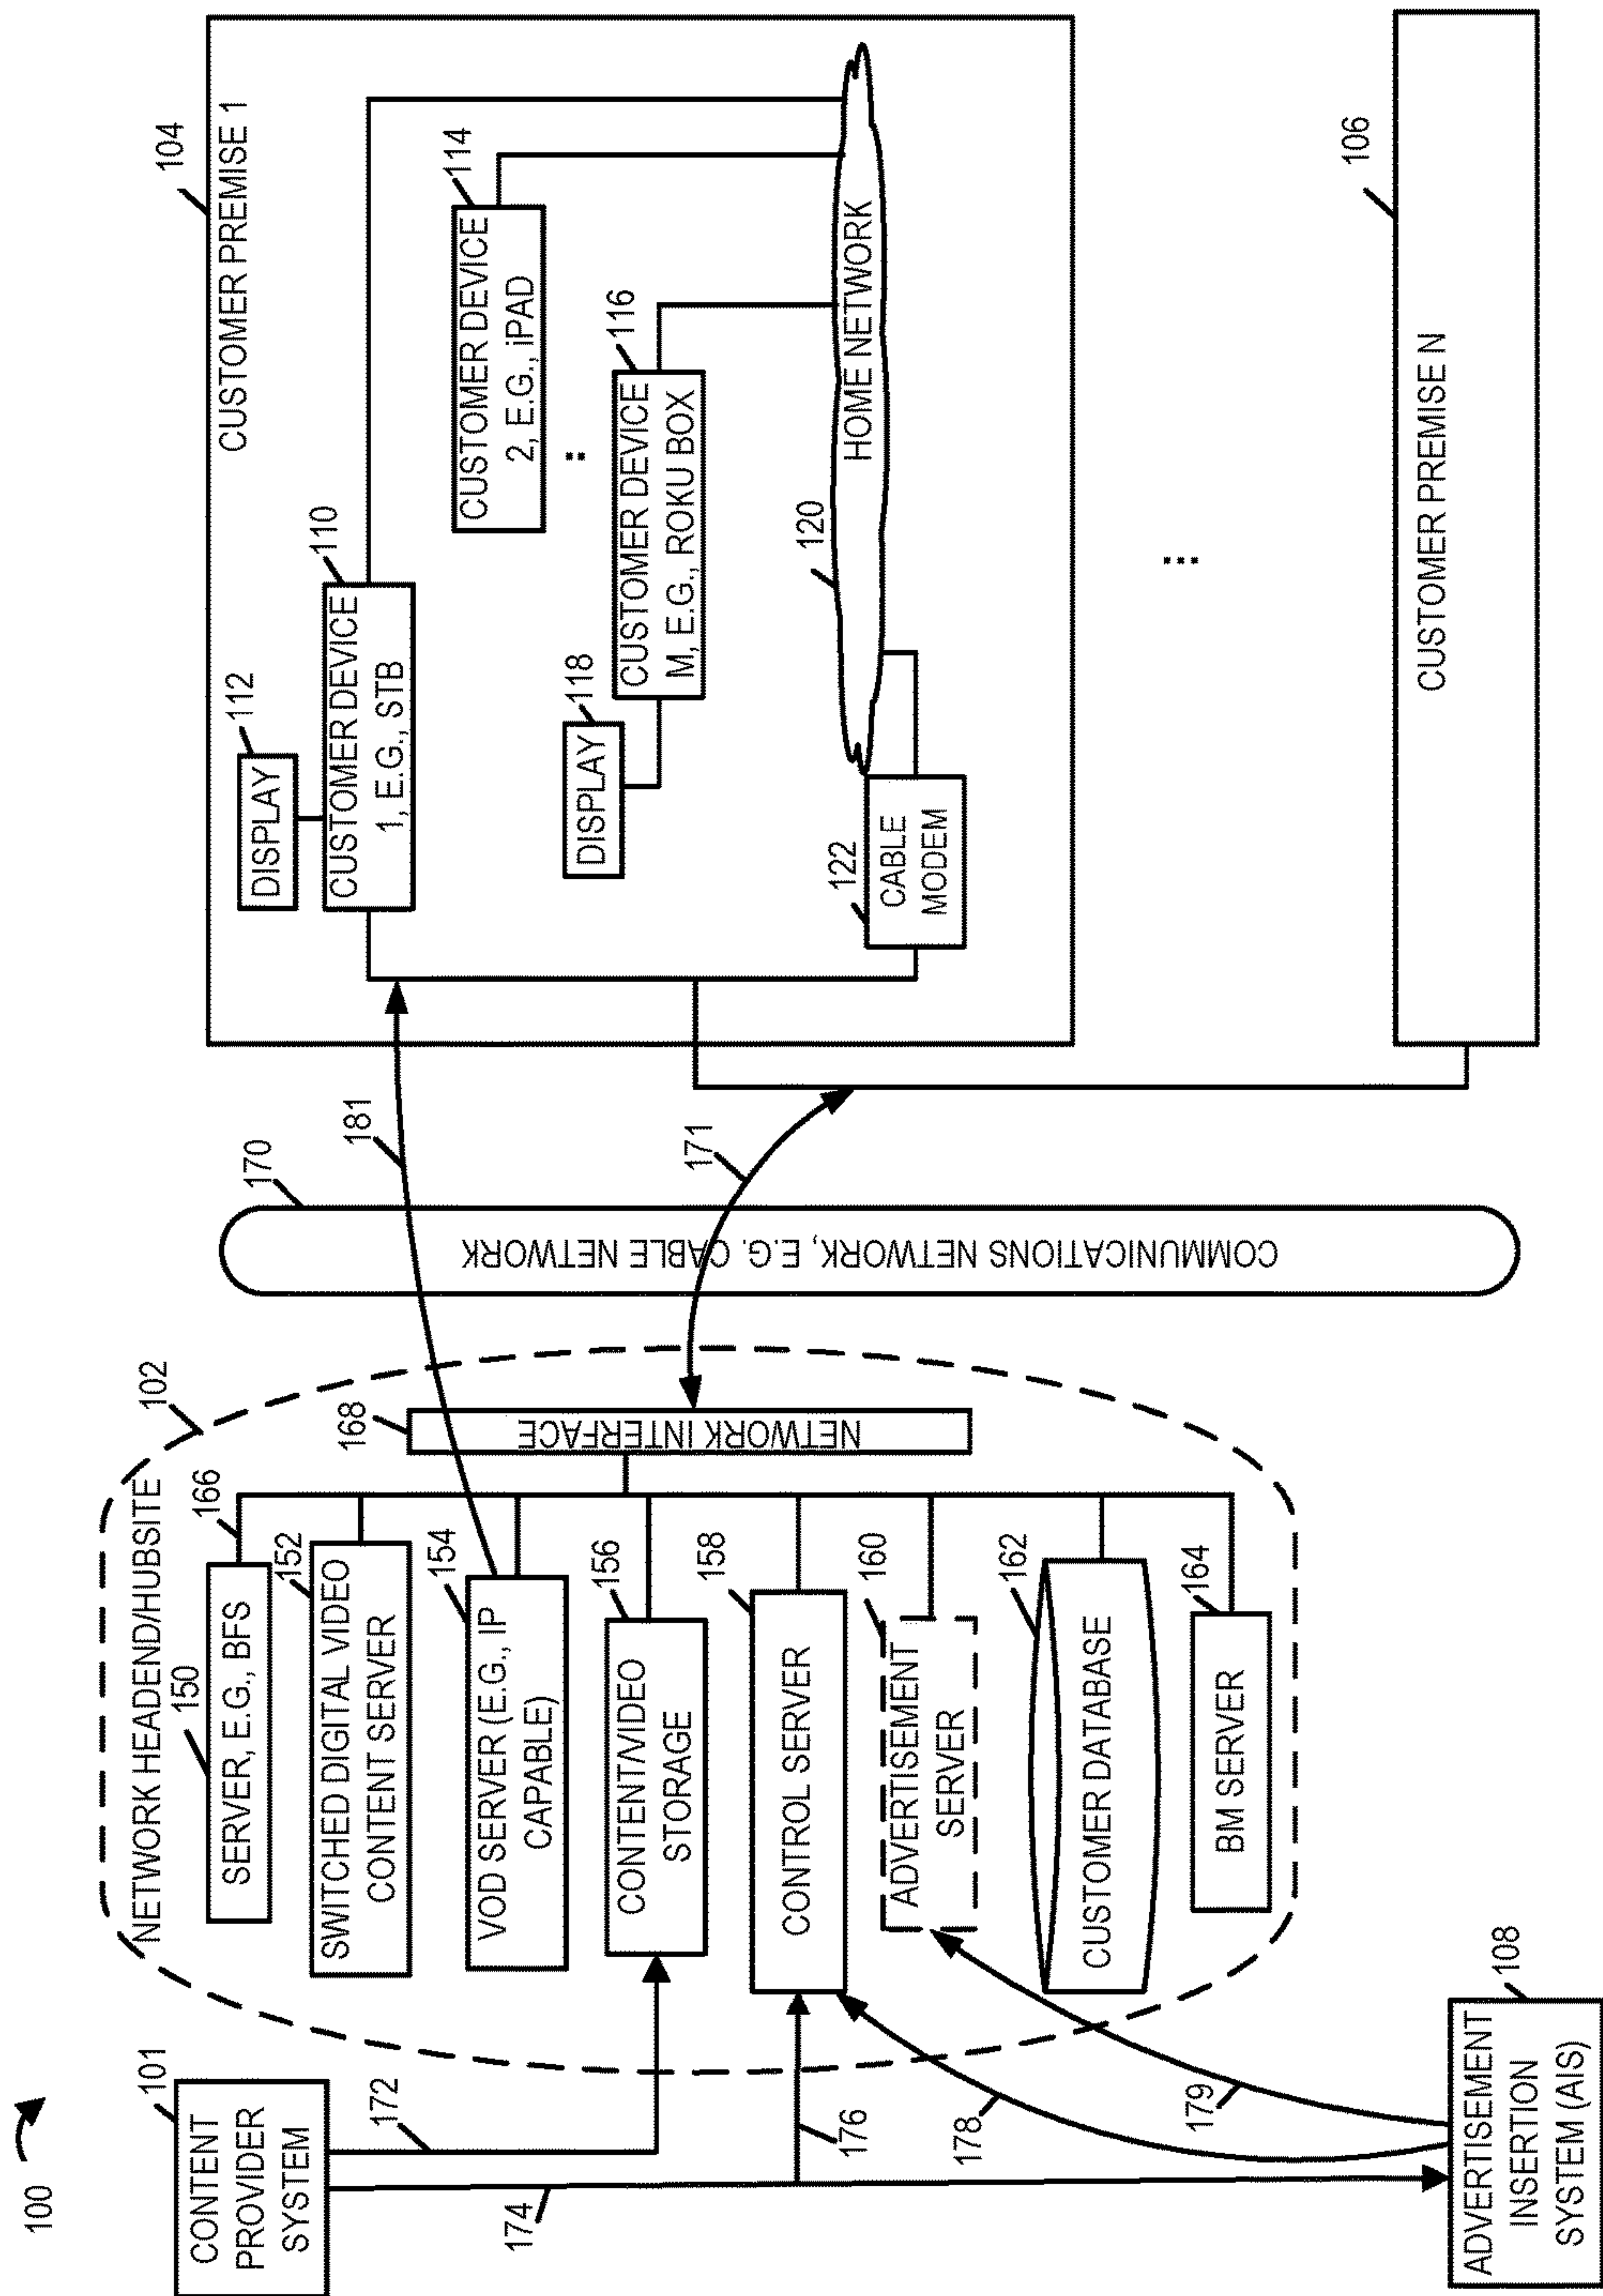 100
CONTENT
PROVIDER
SYSTEM
101
172
174
176
178
179
ADVERTISEMENT
INSERTION
SYSTEM (AIS)
108
NETWORK HEADEND/HUBSITE
102
150
SERVER, E.G., BFS
166
SWITCHED DIGITAL VIDEO
CONTENT SERVER
152
VOD SERVER (E.G., IP
CAPABLE)
154
CONTENT/VIDEO
STORAGE
156
CONTROL SERVER
158
ADVERTISEMENT
SERVER
160
CUSTOMER DATABASE
162
BM SERVER
164
168
NETWORK INTERFACE
170
COMMUNICATIONS NETWORK, E.G. CABLE NETWORK
181
171
104
CUSTOMER PREMISE 1
DISPLAY
112
CUSTOMER DEVICE
1, E.G., STB
110
CUSTOMER DEVICE
2, E.G., iPAD
114
..
DISPLAY
118
CUSTOMER DEVICE
M, E.G., ROKU BOX
116
120
HOME NETWORK
122
CABLE
MODEM
...
106
CUSTOMER PREMISE N